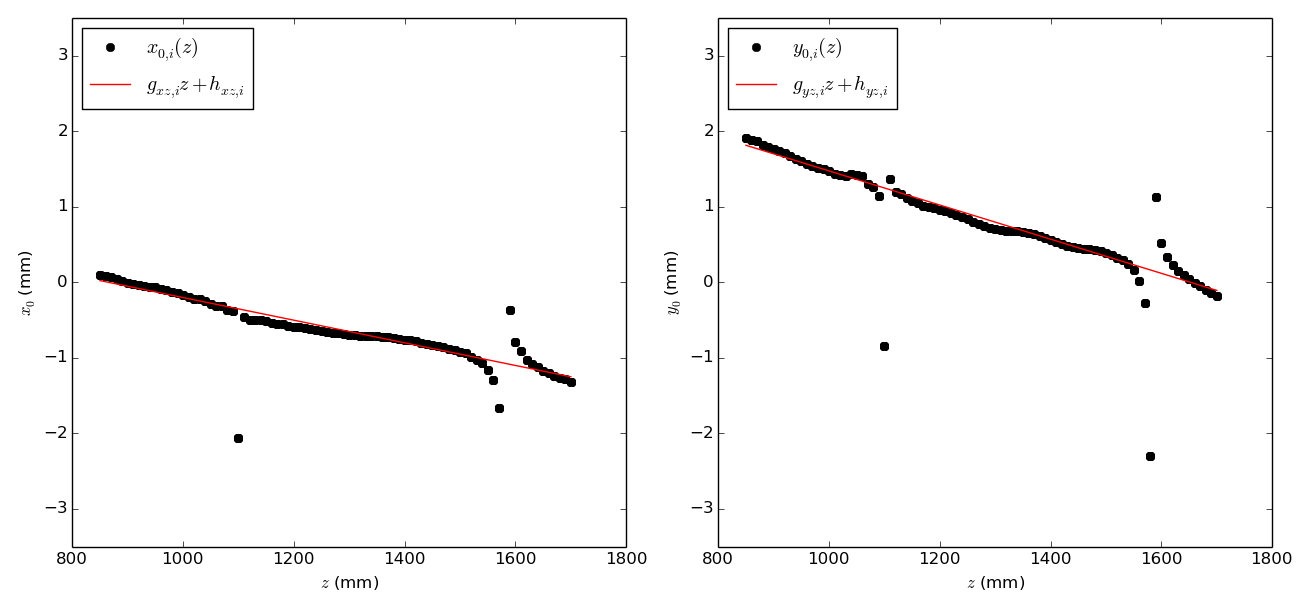 x_{0,i}(z)
g_{xz,i}z+h_{xz,i}
3
2
1
0
−1
−2
−3
x_0 (mm)
800 1000 1200 1400 1600 1800
z (mm)
y_{0,i}(z)
g_{yz,i}z+h_{yz,i}
3
2
1
0
−1
−2
−3
y_0 (mm)
800 1000 1200 1400 1600 1800
z (mm)